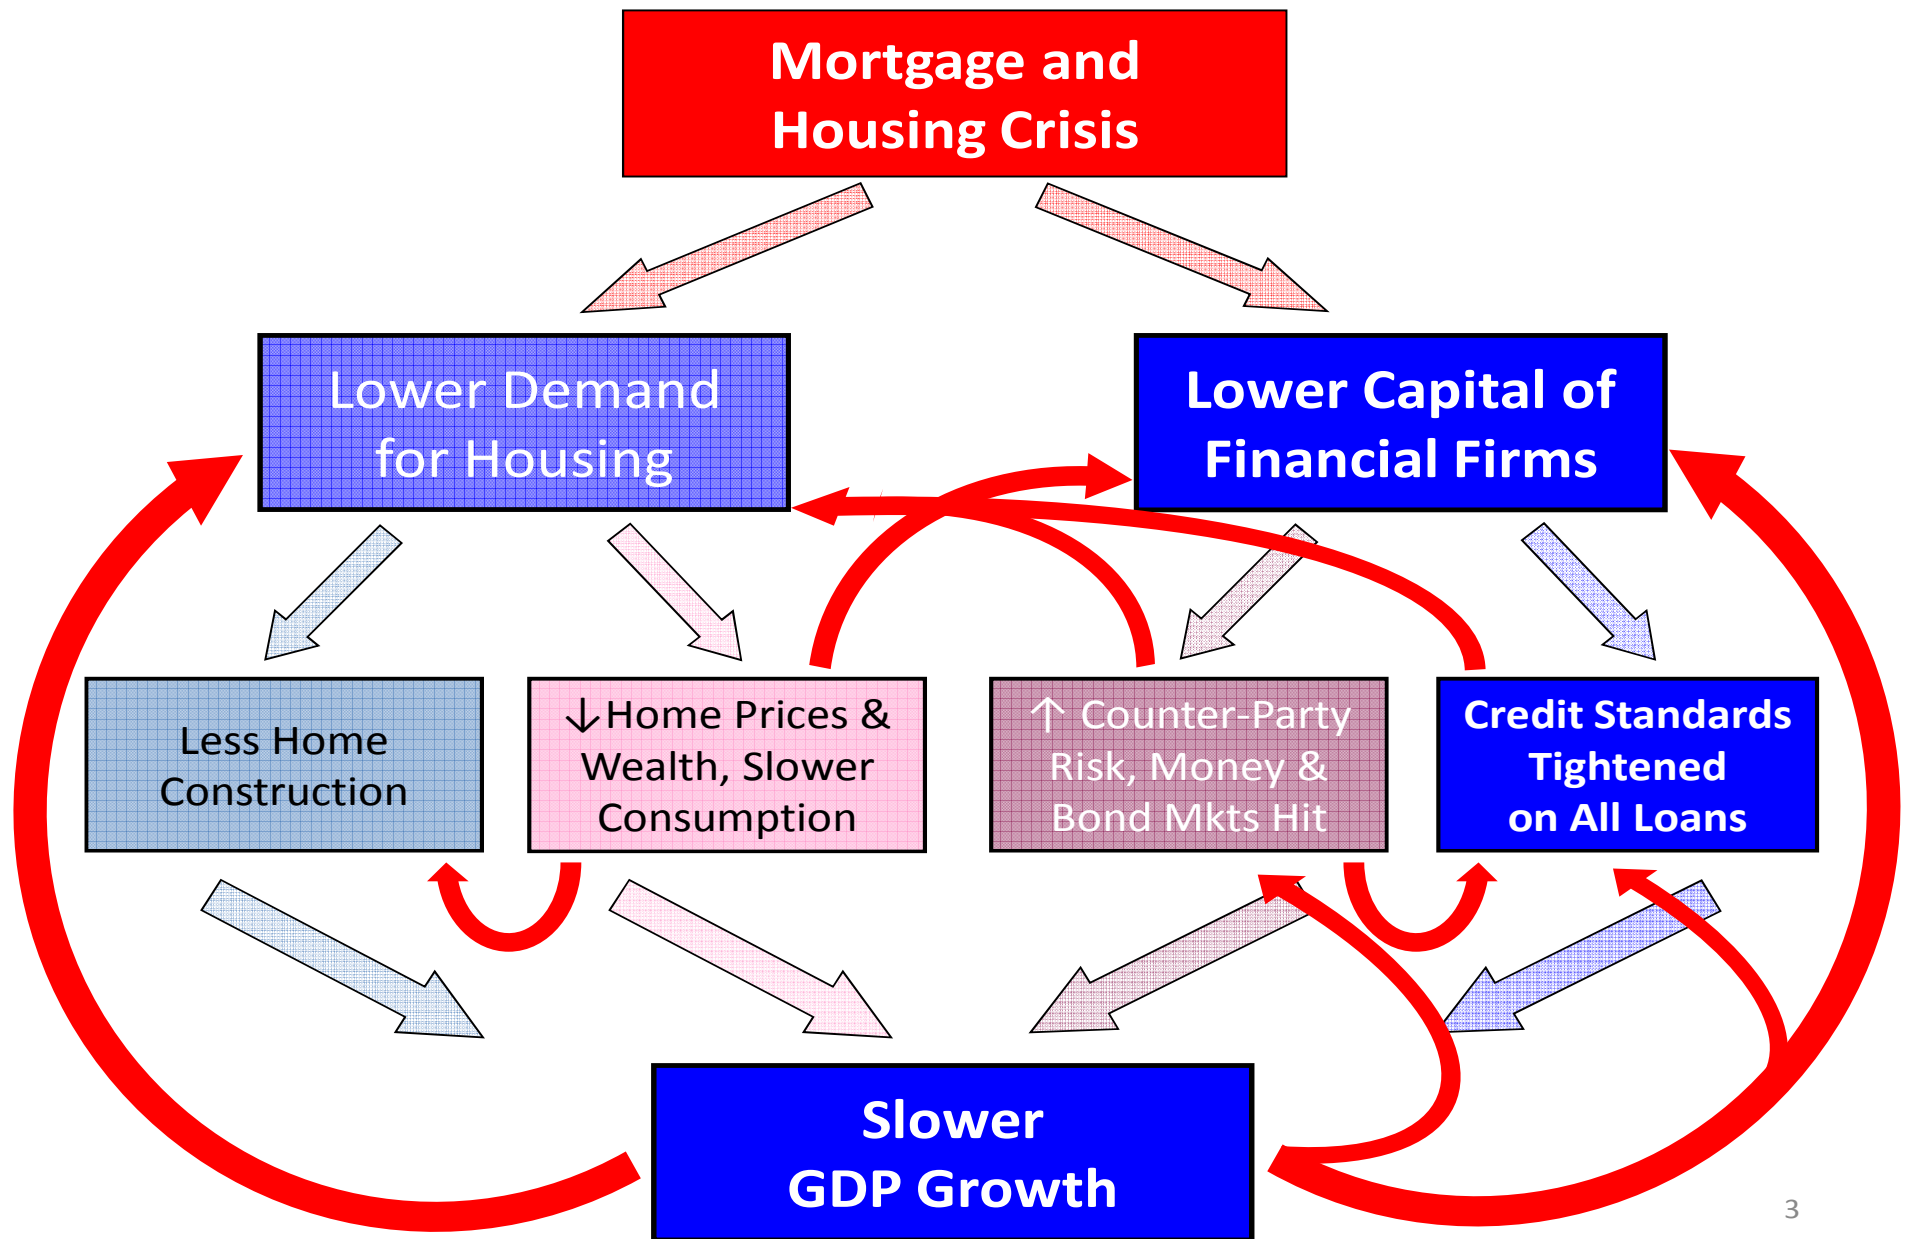 Mortgage and
Housing Crisis
Lower Demand
for Housing
Lower Capital of
Financial Firms
Less Home
Construction
↓Home Prices &
Wealth, Slower
Consumption
↑ Counter-Party
Risk, Money &
Bond Mkts Hit
Credit Standards
Tightened
on All Loans
Slower
GDP Growth
3